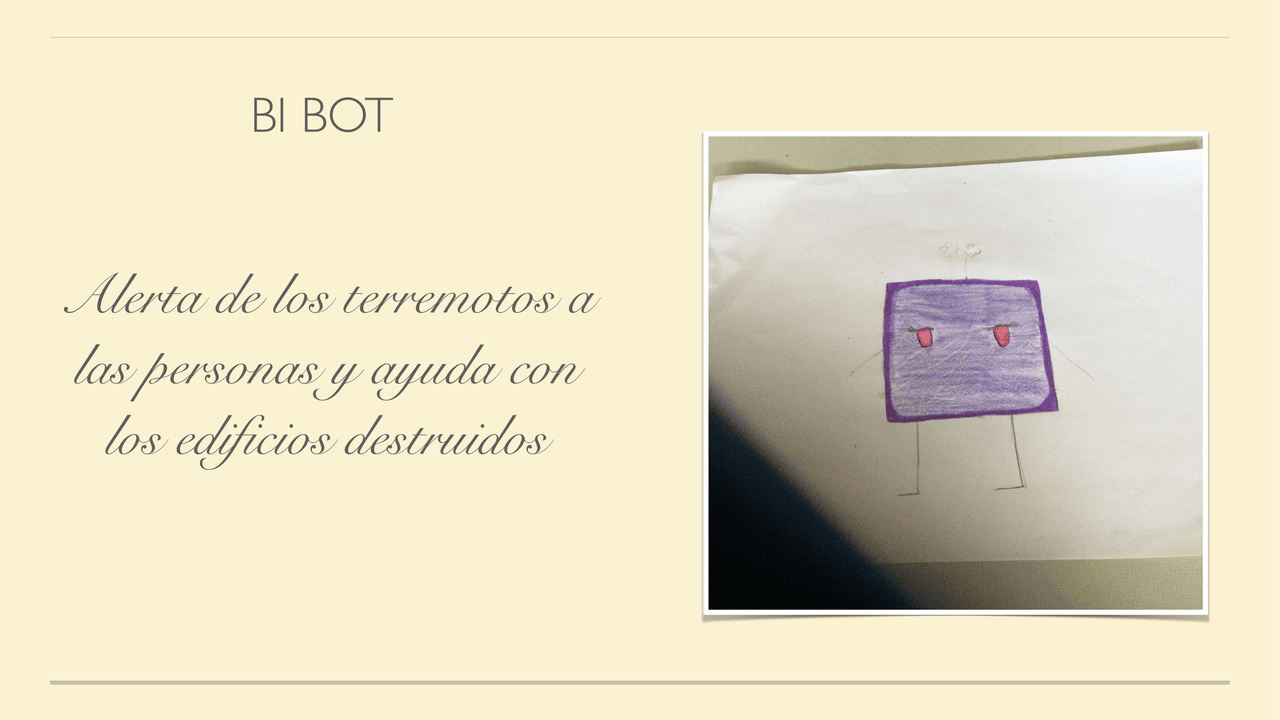 BI BOT
Alerta de los terremotos a
las personas y ayuda con
los edificios destruidos